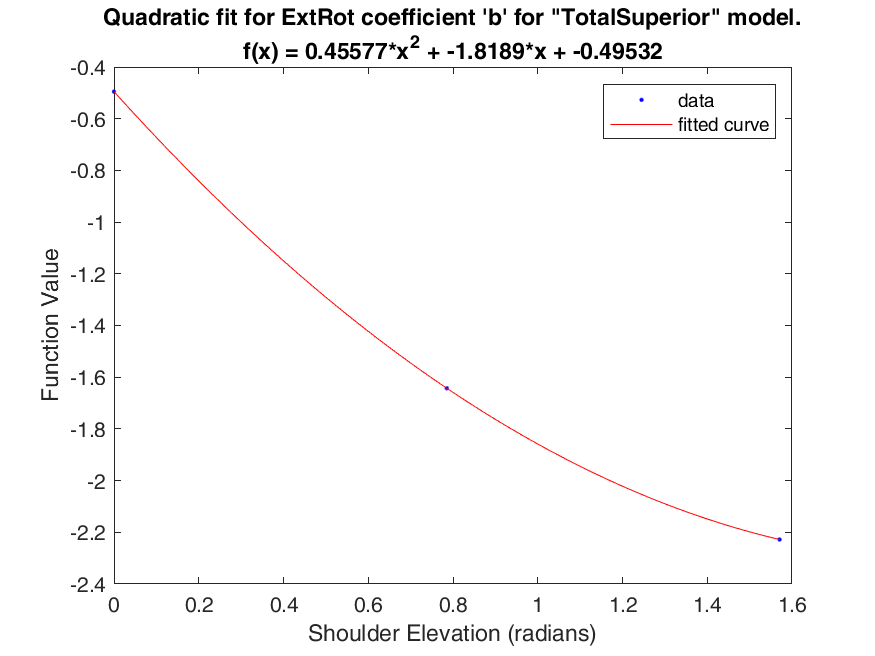 Quadratic fit for ExtRot coefficient 'b' for "TotalSuperior" model.
f(x) = 0.45577*x^2 + -1.8189*x + -0.49532
data
fitted curve
-0.4
-0.6
-0.8
-1
-1.2
-1.4
-1.6
-1.8
-2
-2.2
-2.4
Function Value
0 0.2 0.4 0.6 0.8 1 1.2 1.4 1.6
Shoulder Elevation (radians)